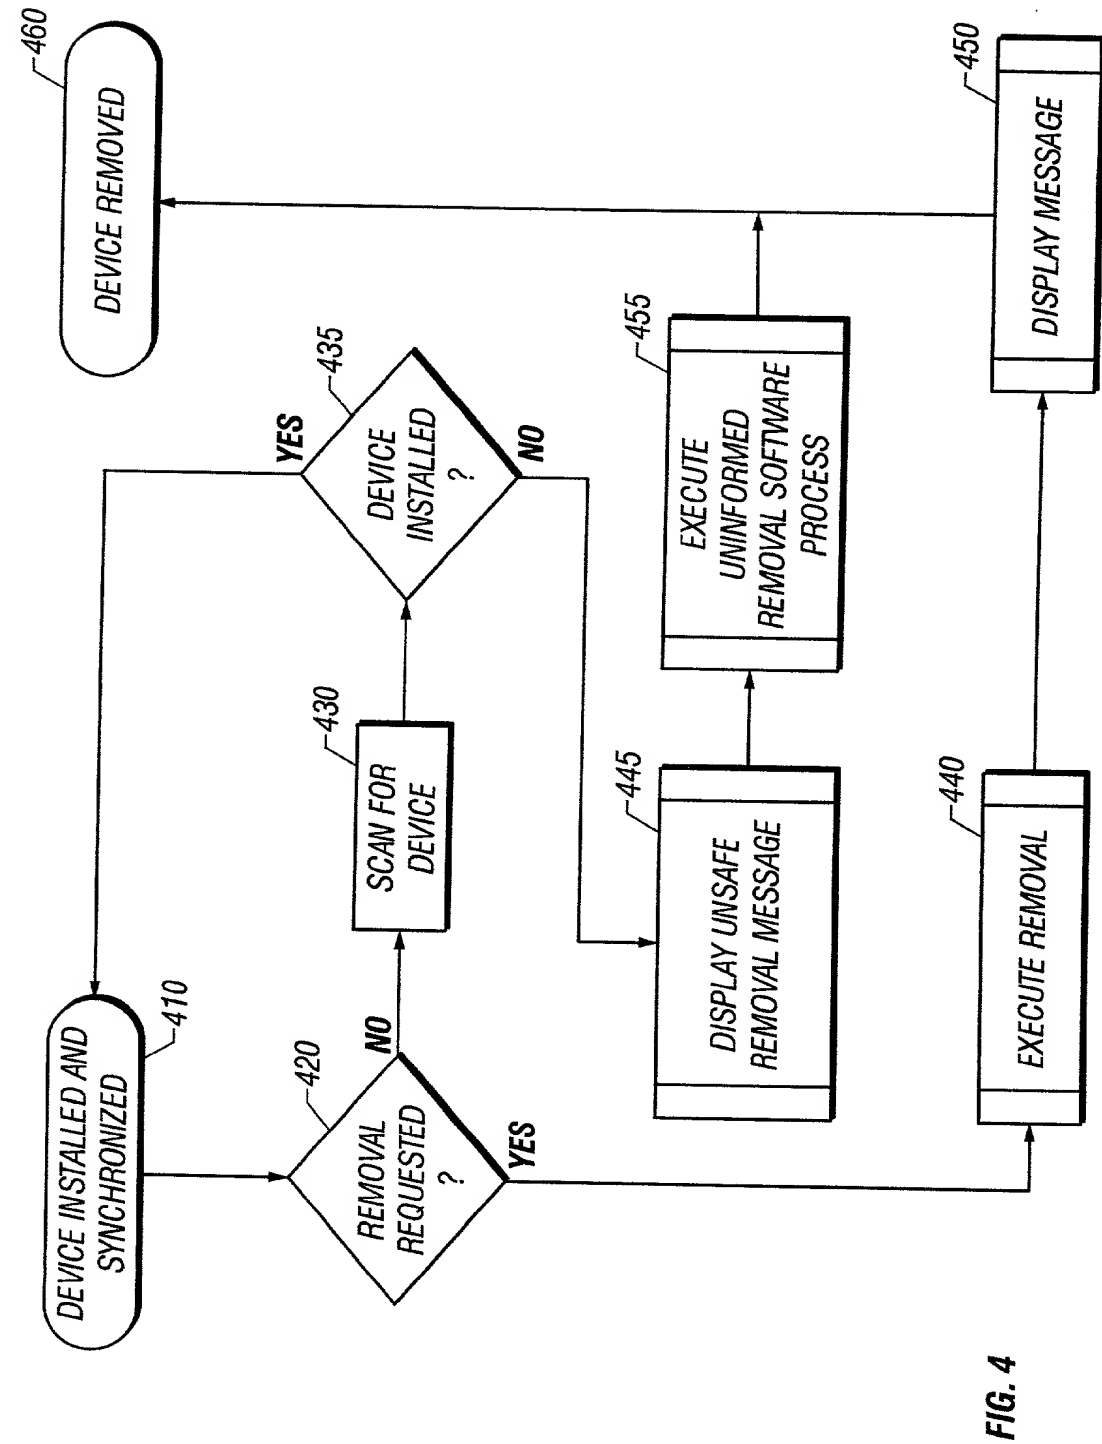 DEVICE INSTALLED AND
SYNCHRONIZED
410
REMOVAL
REQUESTED
?
420
NO
YES
SCAN FOR
DEVICE
430
DEVICE
INSTALLED
?
435
YES
NO
DISPLAY UNSAFE
REMOVAL MESSAGE
445
EXECUTE
UNINFORMED
REMOVAL SOFTWARE
PROCESS
455
EXECUTE REMOVAL
440
DISPLAY MESSAGE
450
DEVICE REMOVED
460
FIG. 4